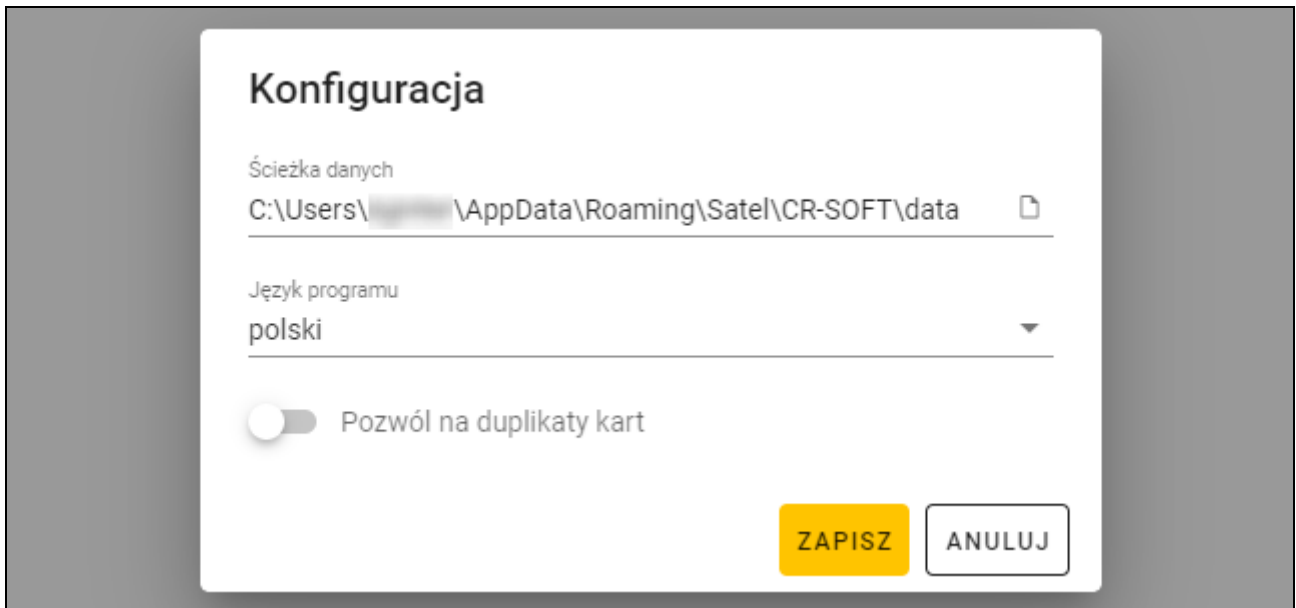 Konfiguracja
Ścieżka danych
C:\Users\ \AppData\Roaming\Satel\CR-SOFT\data
Język programu
polski
Pozwól na duplikaty kart
ZAPISZ
ANULUJ